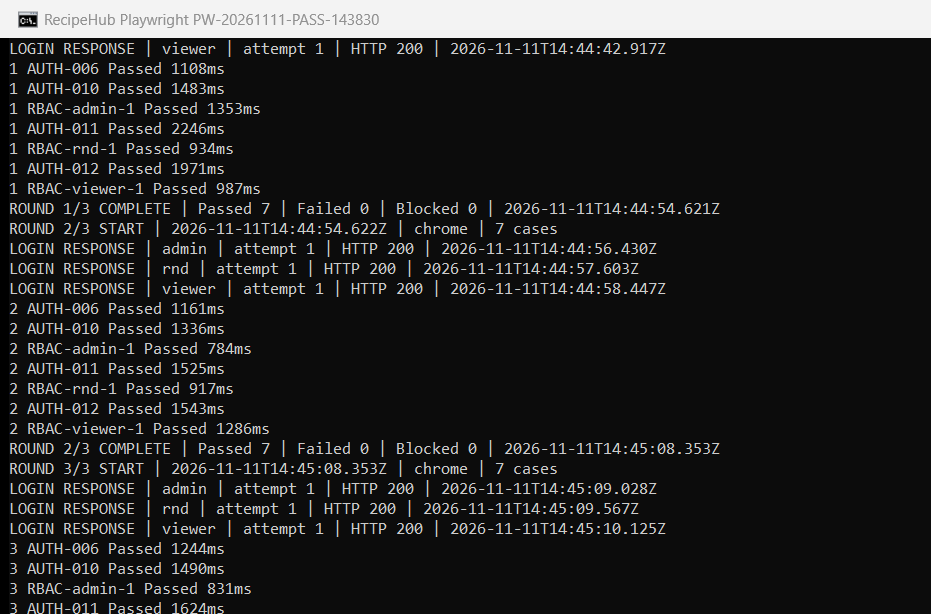 RecipeHub Playwright PW-20261111-PASS-143830
LOGIN RESPONSE | viewer | attempt 1 | HTTP 200 | 2026-11-11T14:44:42.917Z
1 AUTH-006 Passed 1108ms
1 AUTH-010 Passed 1483ms
1 RBAC-admin-1 Passed 1353ms
1 AUTH-011 Passed 2246ms
1 RBAC-rnd-1 Passed 934ms
1 AUTH-012 Passed 1971ms
1 RBAC-viewer-1 Passed 987ms
ROUND 1/3 COMPLETE | Passed 7 | Failed 0 | Blocked 0 | 2026-11-11T14:44:54.621Z
ROUND 2/3 START | 2026-11-11T14:44:54.622Z | chrome | 7 cases
LOGIN RESPONSE | admin | attempt 1 | HTTP 200 | 2026-11-11T14:44:56.430Z
LOGIN RESPONSE | rnd | attempt 1 | HTTP 200 | 2026-11-11T14:44:57.603Z
LOGIN RESPONSE | viewer | attempt 1 | HTTP 200 | 2026-11-11T14:44:58.447Z
2 AUTH-006 Passed 1161ms
2 AUTH-010 Passed 1336ms
2 RBAC-admin-1 Passed 784ms
2 AUTH-011 Passed 1525ms
2 RBAC-rnd-1 Passed 917ms
2 AUTH-012 Passed 1543ms
2 RBAC-viewer-1 Passed 1286ms
ROUND 2/3 COMPLETE | Passed 7 | Failed 0 | Blocked 0 | 2026-11-11T14:45:08.353Z
ROUND 3/3 START | 2026-11-11T14:45:08.353Z | chrome | 7 cases
LOGIN RESPONSE | admin | attempt 1 | HTTP 200 | 2026-11-11T14:45:09.028Z
LOGIN RESPONSE | rnd | attempt 1 | HTTP 200 | 2026-11-11T14:45:09.567Z
LOGIN RESPONSE | viewer | attempt 1 | HTTP 200 | 2026-11-11T14:45:10.125Z
3 AUTH-006 Passed 1244ms
3 AUTH-010 Passed 1490ms
3 RBAC-admin-1 Passed 831ms
3 AUTH-011 Passed 1624ms